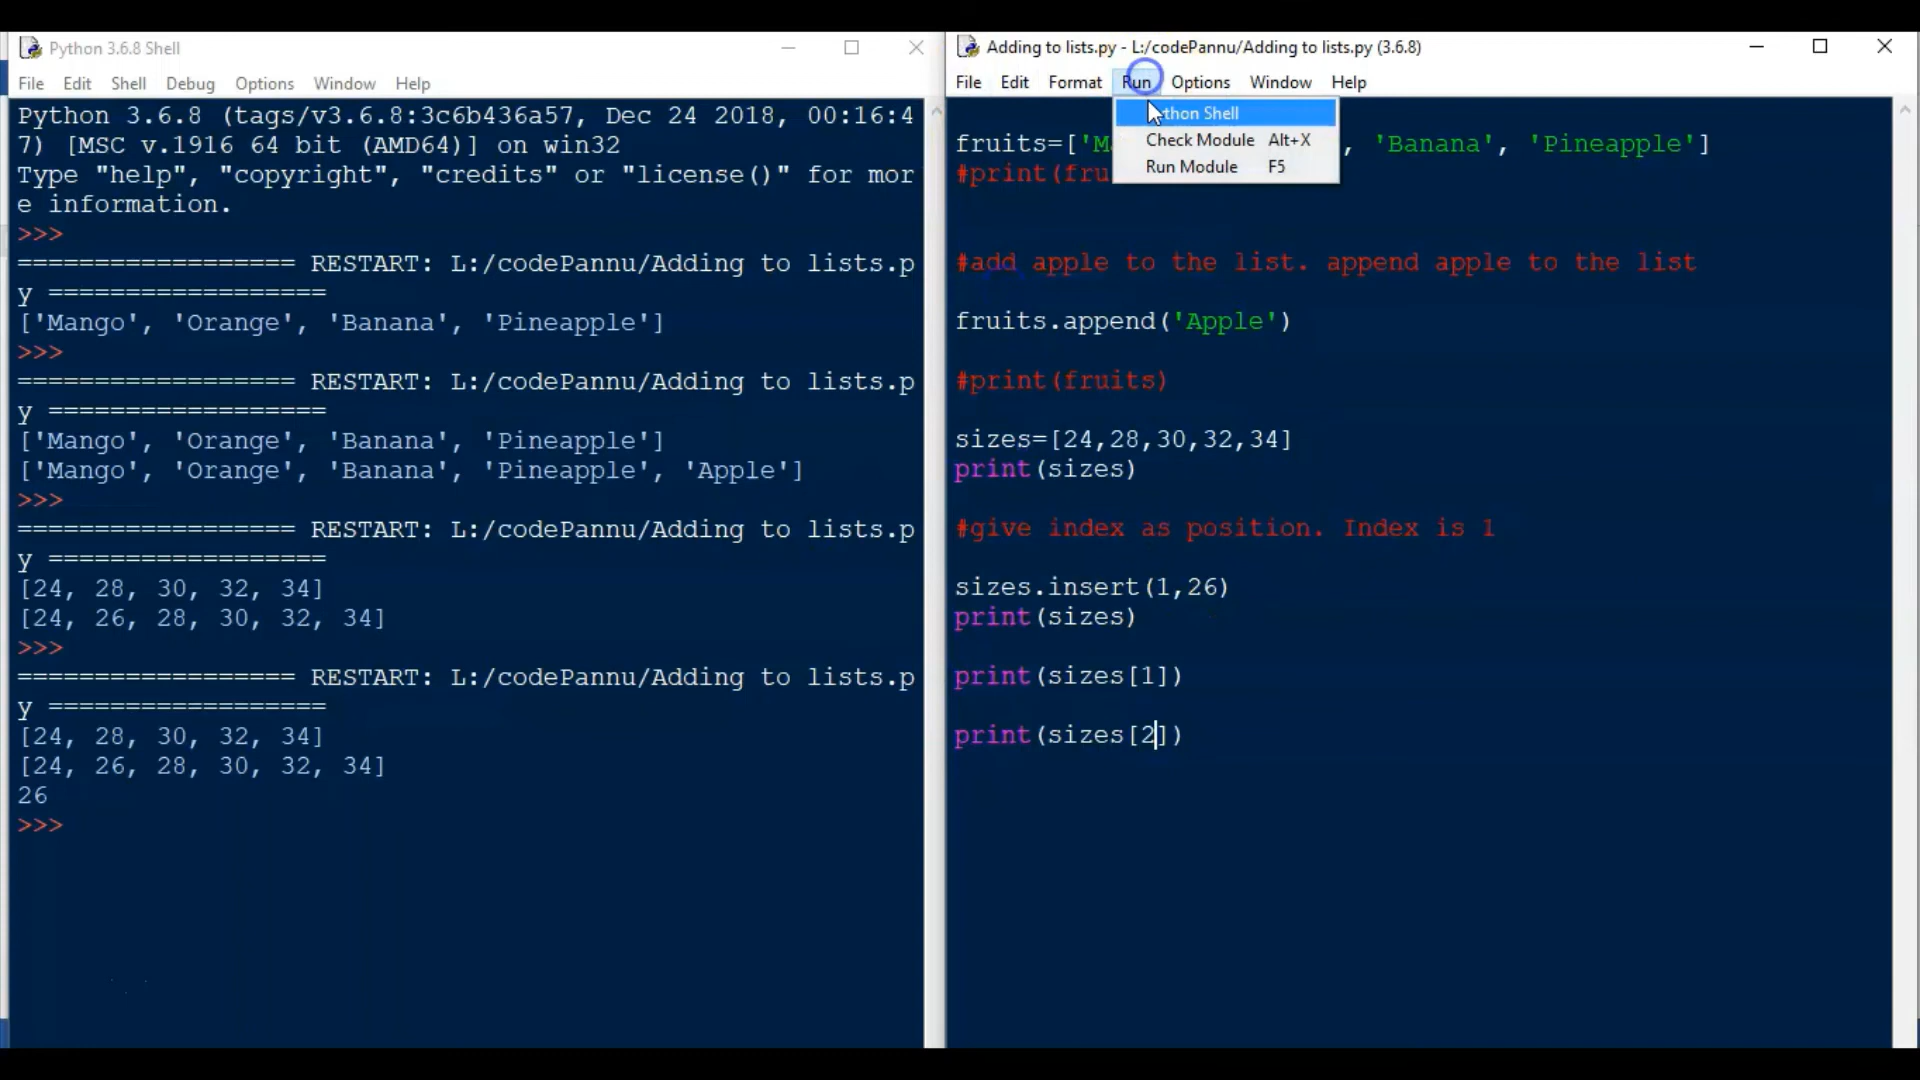 Python 3.6.8 Shell
File Edit Shell Debug Options Window Help
Python 3.6.8 (tags/v3.6.8:3c6b436a57, Dec 24 2018, 00:16:4
7) [MSC v.1916 64 bit (AMD64)] on win32
Type "help", "copyright", "credits" or "license()" for mor
e information.
>>>
================== RESTART: L:/codePannu/Adding to lists.p
y ==================
['Mango', 'Orange', 'Banana', 'Pineapple']
>>>
================== RESTART: L:/codePannu/Adding to lists.p
y ==================
['Mango', 'Orange', 'Banana', 'Pineapple']
['Mango', 'Orange', 'Banana', 'Pineapple', 'Apple']
>>>
================== RESTART: L:/codePannu/Adding to lists.p
y ==================
[24, 28, 30, 32, 34]
[24, 26, 28, 30, 32, 34]
>>>
================== RESTART: L:/codePannu/Adding to lists.p
y ==================
[24, 28, 30, 32, 34]
[24, 26, 28, 30, 32, 34]
26
>>>
Adding to lists.py - L:/codePannu/Adding to lists.py (3.6.8)
File Edit Format Run Options Window Help
thon Shell
Check Module Alt+X
Run Module F5
fruits=['M , 'Banana', 'Pineapple']
#print(fru
#add apple to the list. append apple to the list
fruits.append('Apple')
#print(fruits)
sizes=[24,28,30,32,34]
print(sizes)
#give index as position. Index is 1
sizes.insert(1,26)
print(sizes)
print(sizes[1])
print(sizes[2])